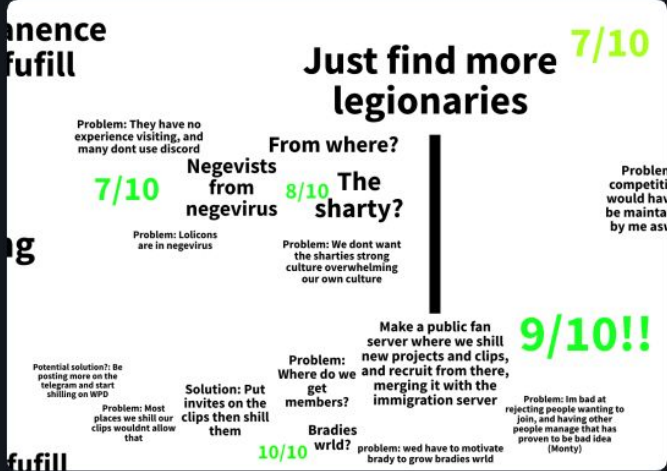 anence
fufill
Just find more
legionaries
7/10
Problem: They have no
experience visiting, and
many dont use discord
From where?
7/10
Negevists
from
negevirus
8/10
The
sharty?
Problem: Lolicons
are in negevirus
Problem: We dont want
the sharties strong
culture overwhelming
our own culture
Problem
competiti
would hav
be mainta
by me asw
ng
Make a public fan
server where we shill
new projects and clips,
and recruit from there,
merging it with the
immigration server
9/10!!
Potential solution?: Be
posting more on the
telegram and start
shilling on WPD
Problem: Most
places we shill our
clips wouldnt allow
that
Solution: Put
invites on the
clips then shill
them
Problem:
Where do we
get
members?
Bradies
wrld?
10/10
problem: wed have to motivate
brady to grow bradies wrld
Problem: Im bad at
rejecting people wanting to
join, and having other
people manage that has
proven to be bad idea
(Monty)
fufill